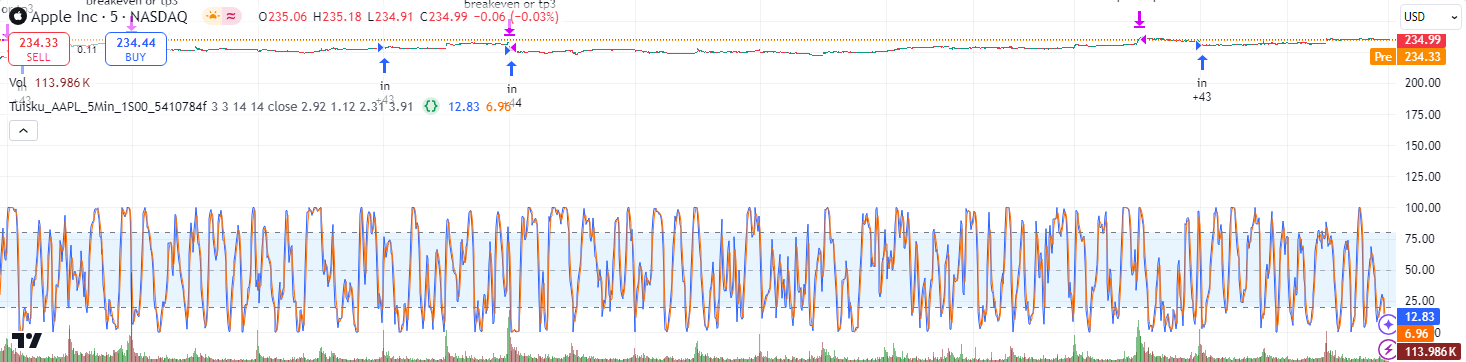 breakeven or tp3
breakeven or tp3
Apple Inc · 5 · NASDAQ
O235.06 H235.18 L234.91 C234.99 −0.06 (−0.03%)
USD
234.33
SELL
0.11
234.44
BUY
234.99
Pre 234.33
Vol 113.986 K
in
+43
in
in
+43
200.00
Tuisku_AAPL_5Min_1S00_5410784f 3 3 14 14 close 2.92 1.12 2.31 3.91 {} 12.83 6.96
175.00
150.00
125.00
100.00
75.00
50.00
25.00
12.83
6.96
113.986 K